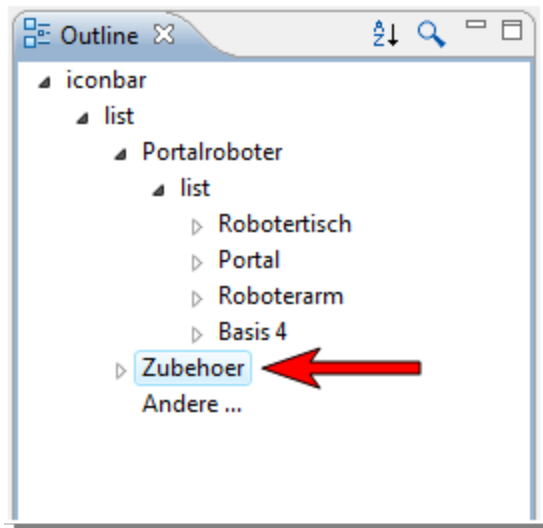 Outline
iconbar
list
Portalroboter
list
Robotertisch
Portal
Roboterarm
Basis 4
Zubehoer
Andere ...